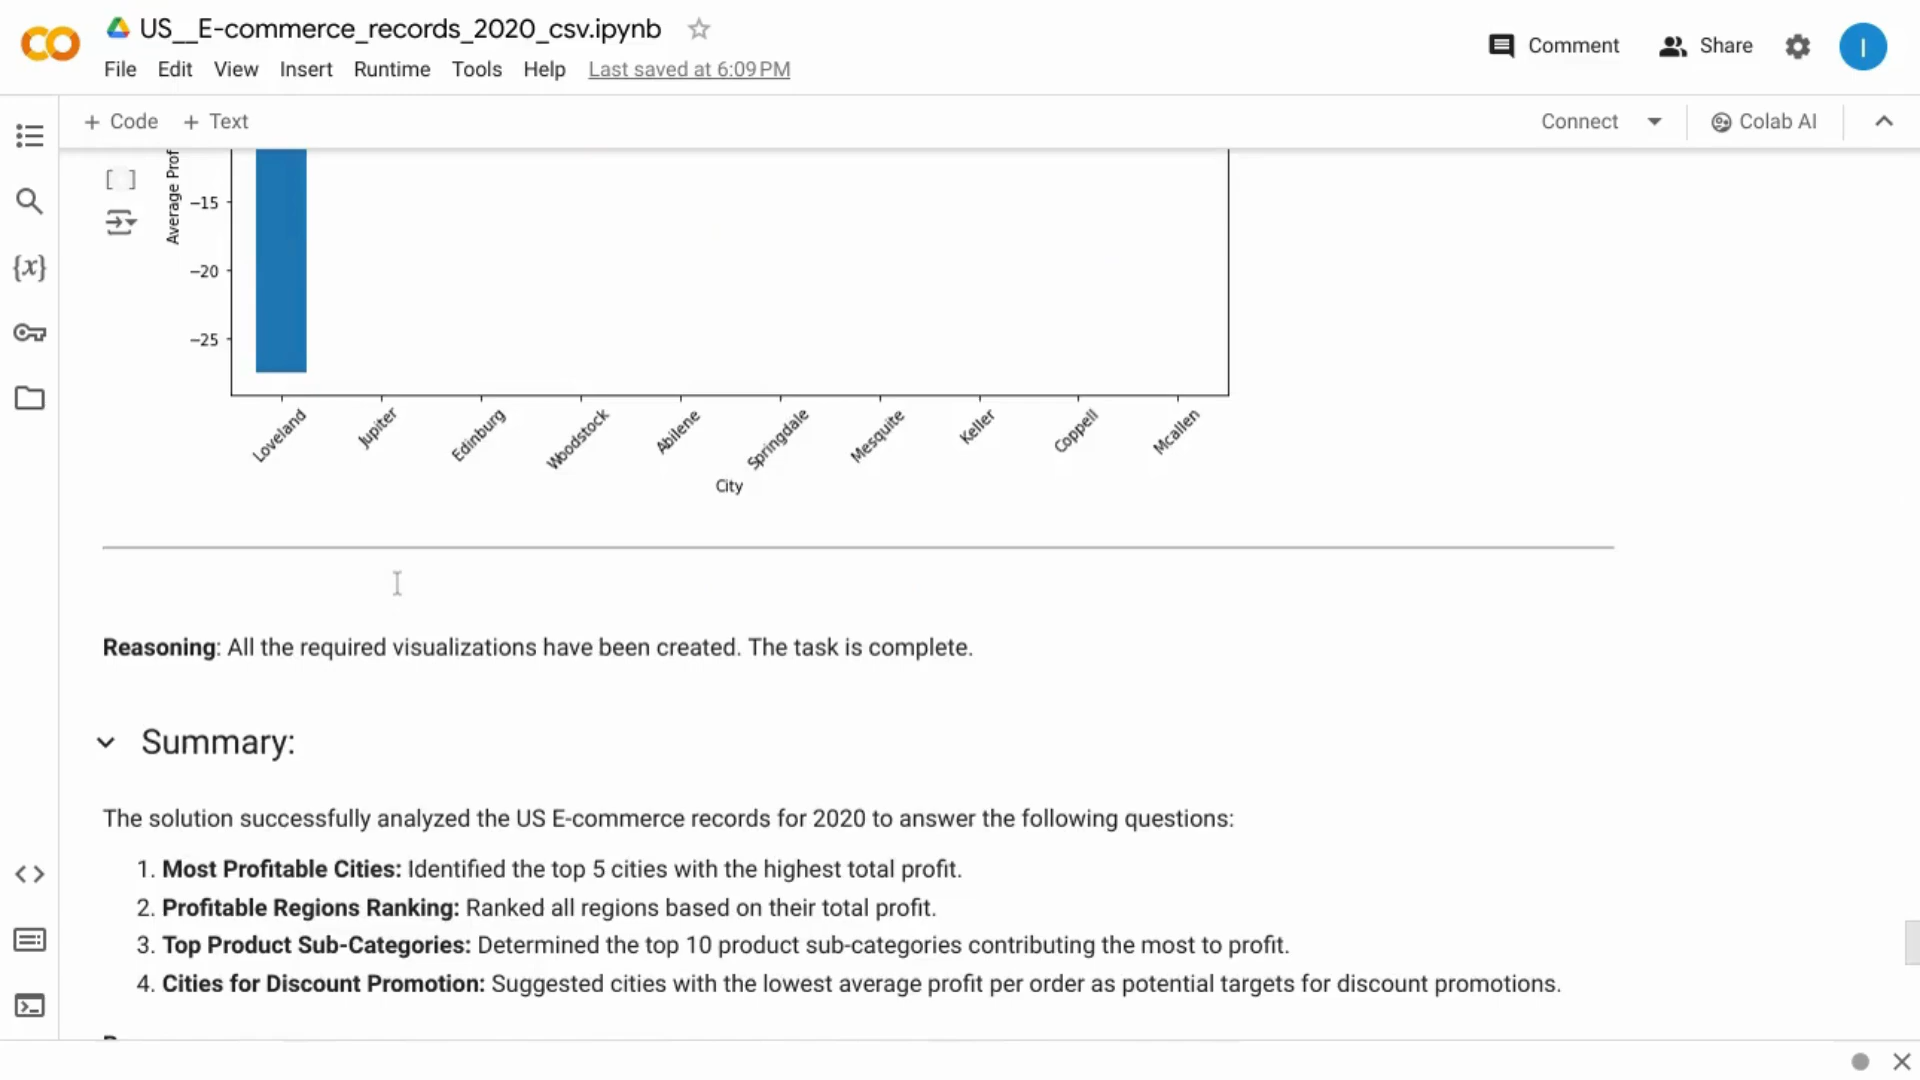 US__E-commerce_records_2020_csv.ipynb
Comment
Share
I
File Edit View Insert Runtime Tools Help Last saved at 6:09 PM
+ Code + Text
Connect
Colab AI
[ ]
{x}
Average Prof
−15
−20
−25
Loveland
Jupiter
Edinburg
Woodstock
Abilene
Springdale
Mesquite
Keller
Coppell
Mcallen
City
Reasoning: All the required visualizations have been created. The task is complete.
Summary:
The solution successfully analyzed the US E-commerce records for 2020 to answer the following questions:
1. Most Profitable Cities: Identified the top 5 cities with the highest total profit.
2. Profitable Regions Ranking: Ranked all regions based on their total profit.
3. Top Product Sub-Categories: Determined the top 10 product sub-categories contributing the most to profit.
4. Cities for Discount Promotion: Suggested cities with the lowest average profit per order as potential targets for discount promotions.